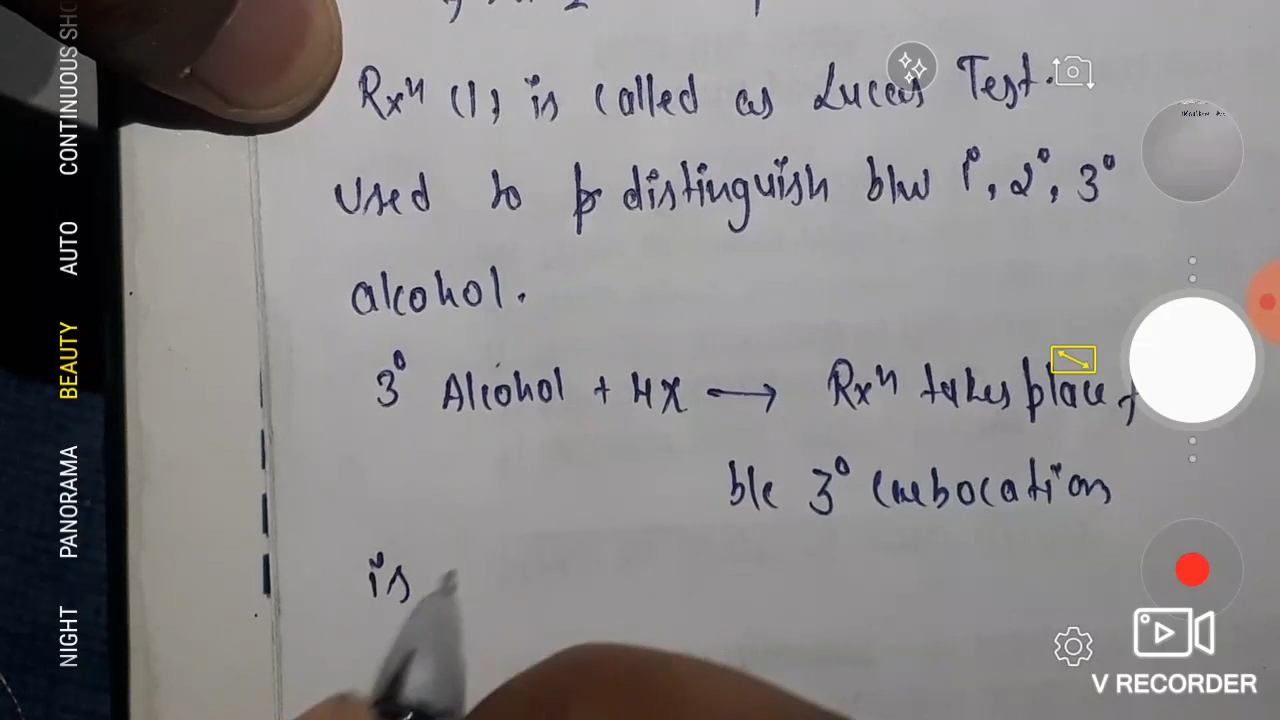 Rxⁿ (1) is called as Lucas Test.
Used to distinguish b/w 1°, 2°, 3°
alcohol.
3° Alcohol + HX ⟶ Rxⁿ takes place,
b/c 3° carbocation
is
CONTINUOUS SHO
AUTO
BEAUTY
PANORAMA
NIGHT
V RECORDER